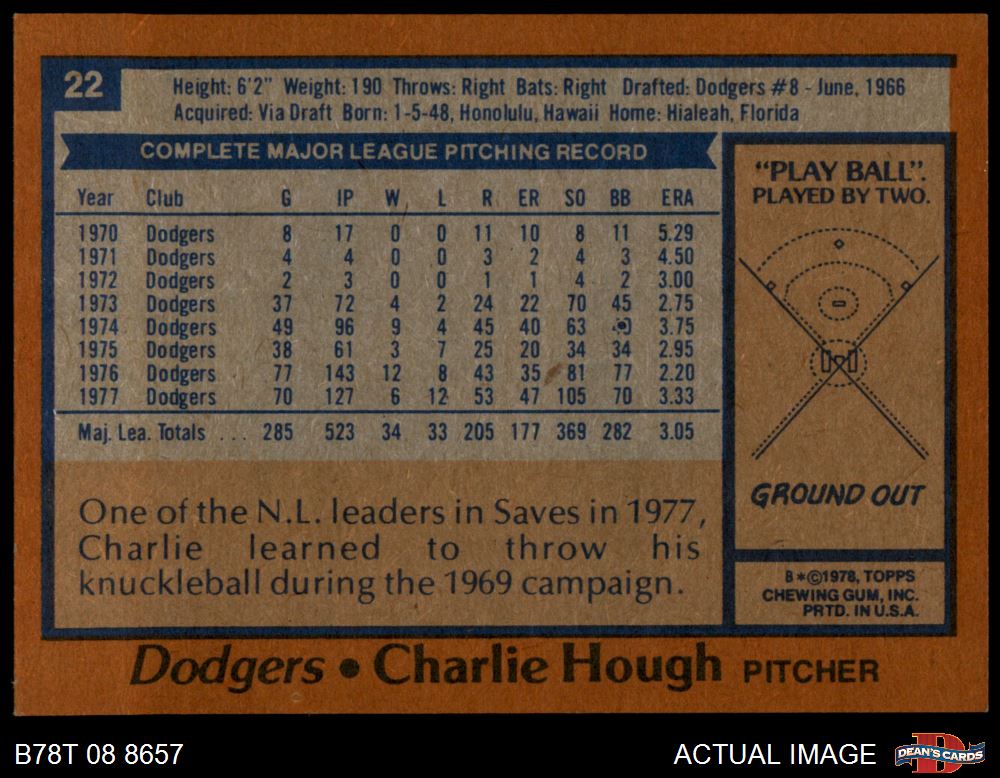 22
Height: 6'2" Weight: 190 Throws: Right Bats: Right Drafted: Dodgers #8 - June, 1966
Acquired: Via Draft Born: 1-5-48, Honolulu, Hawaii Home: Hialeah, Florida
COMPLETE MAJOR LEAGUE PITCHING RECORD
Year Club G IP W L R ER SO BB ERA
1970 Dodgers 8 17 0 0 11 10 8 11 5.29
1971 Dodgers 4 4 0 0 3 2 4 3 4.50
1972 Dodgers 2 3 0 0 1 1 4 2 3.00
1973 Dodgers 37 72 4 2 24 22 70 45 2.75
1974 Dodgers 49 96 9 4 45 40 63 3.75
1975 Dodgers 38 61 3 7 25 20 34 34 2.95
1976 Dodgers 77 143 12 8 43 35 81 77 2.20
1977 Dodgers 70 127 6 12 53 47 105 70 3.33
Maj. Lea. Totals ... 285 523 34 33 205 177 369 282 3.05
One of the N.L. leaders in Saves in 1977,
Charlie learned to throw his
knuckleball during the 1969 campaign.
"PLAY BALL".
PLAYED BY TWO.
GROUND OUT
B*©1978, TOPPS
CHEWING GUM, INC.
PRTD. IN U.S.A.
Dodgers • Charlie Hough PITCHER
B78T 08 8657
ACTUAL IMAGE
DEAN'S CARDS